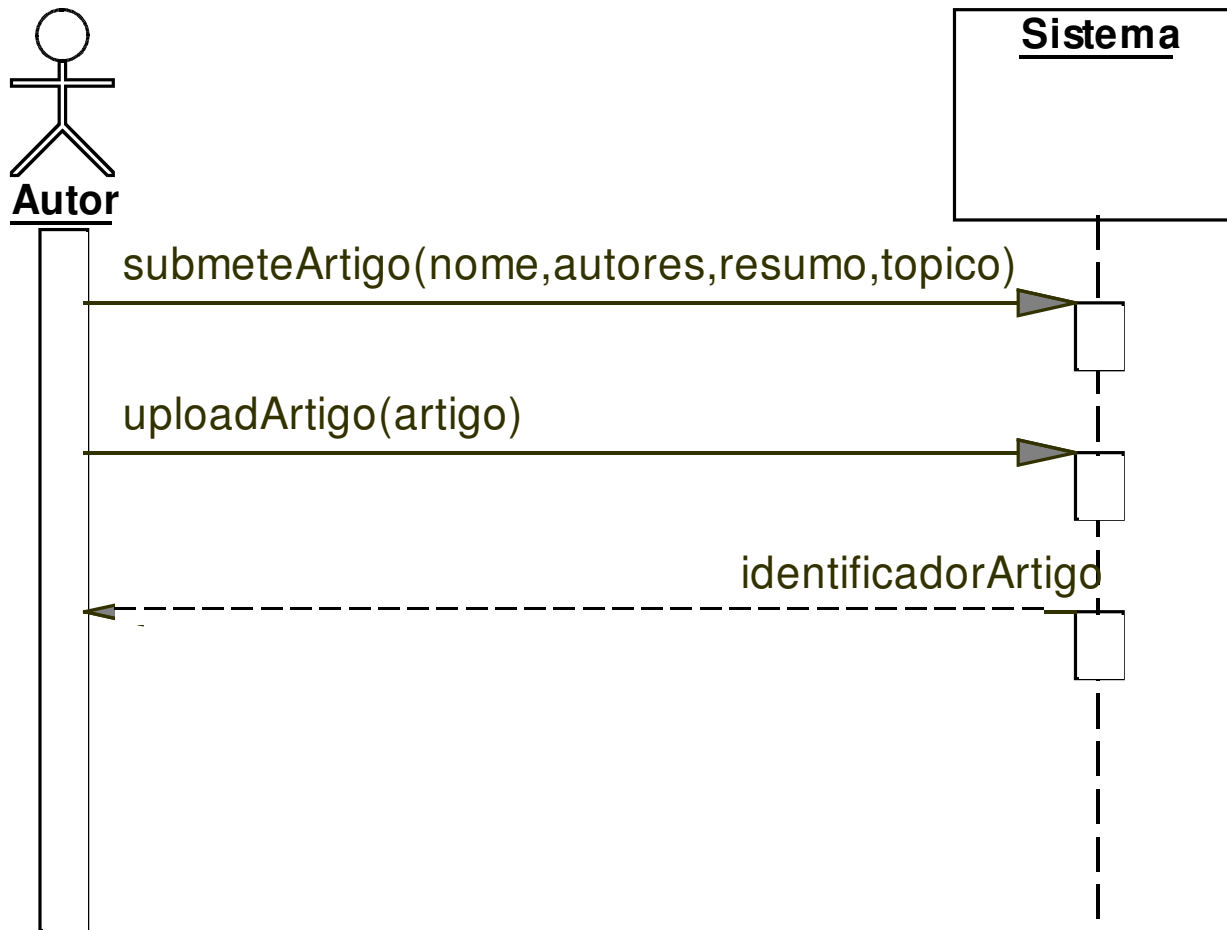 Sistema
Autor
submeteArtigo(nome,autores,resumo,topico)
uploadArtigo(artigo)
identificadorArtigo